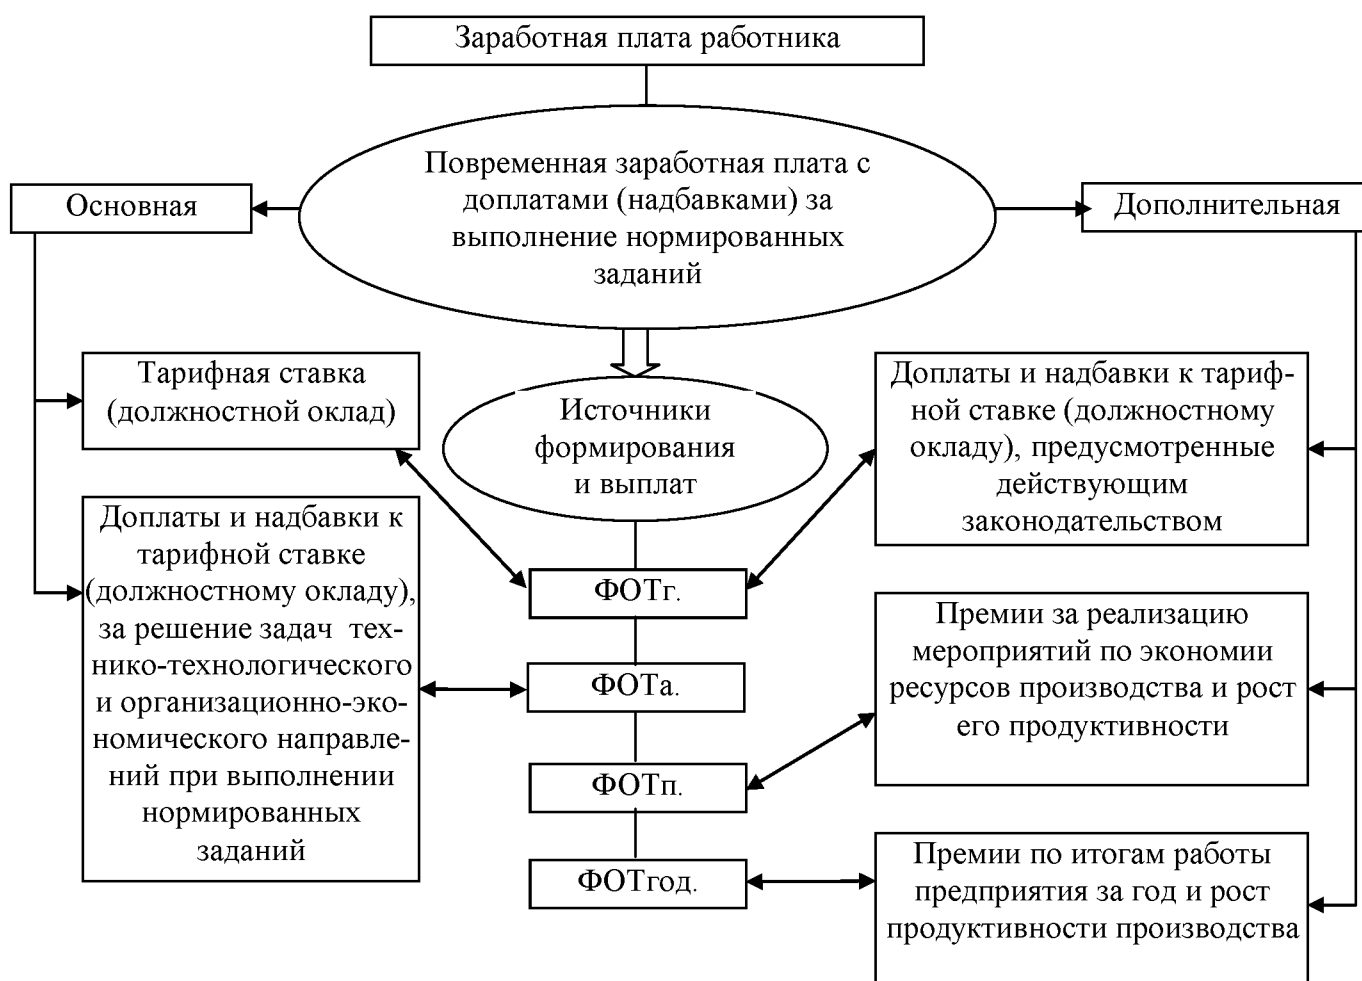 Заработная плата работника
Повременная заработная плата с
доплатами (надбавками) за
выполнение нормированных
заданий
Основная
Дополнительная
Тарифная ставка
(должностной оклад)
Источники
формирования
и выплат
Доплаты и надбавки к тариф-
ной ставке (должностному
окладу), предусмотренные
действующим
законодательством
Доплаты и надбавки к
тарифной ставке
(должностному окладу),
за решение задач тех-
нико-технологического
и организационно-эко-
номического направле-
ний при выполнении
нормированных
заданий
ФОТг.
ФОТа.
ФОТп.
ФОТгод.
Премии за реализацию
мероприятий по экономии
ресурсов производства и рост
его продуктивности
Премии по итогам работы
предприятия за год и рост
продуктивности производства